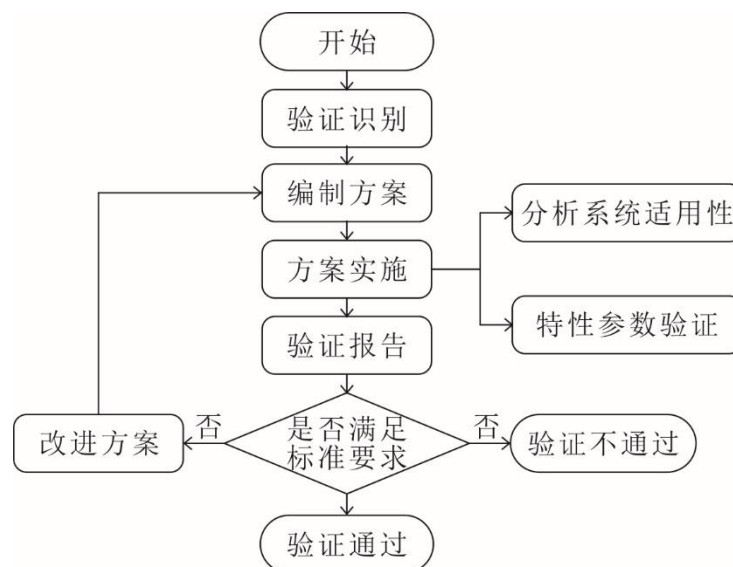 开始
验证识别
编制方案
分析系统适用性
方案实施
特性参数验证
验证报告
改进方案
否
是否满足
标准要求
否
验证不通过
验证通过